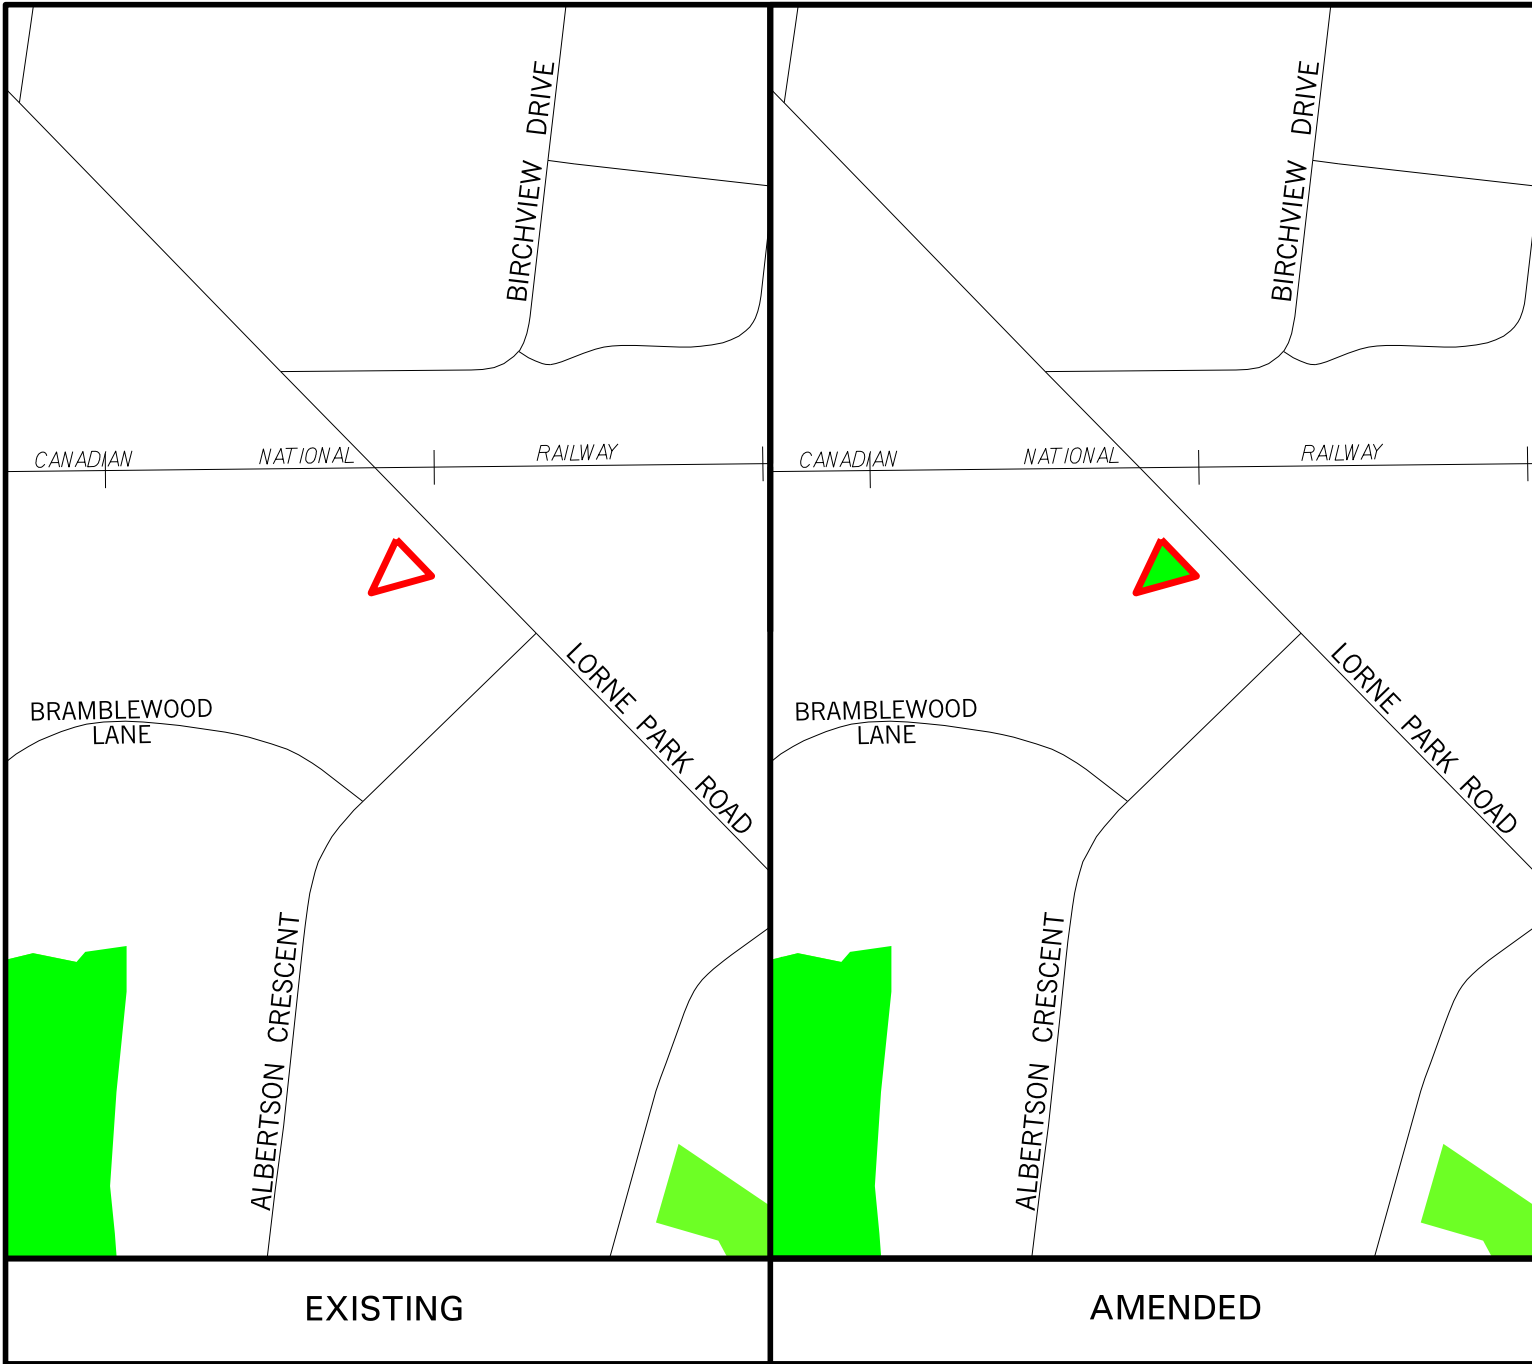 BIRCHVIEW DRIVE
CANADIAN NATIONAL RAILWAY
LORNE PARK ROAD
BRAMBLEWOOD
LANE
ALBERTSON CRESCENT
EXISTING
BIRCHVIEW DRIVE
CANADIAN NATIONAL RAILWAY
LORNE PARK ROAD
BRAMBLEWOOD
LANE
ALBERTSON CRESCENT
AMENDED